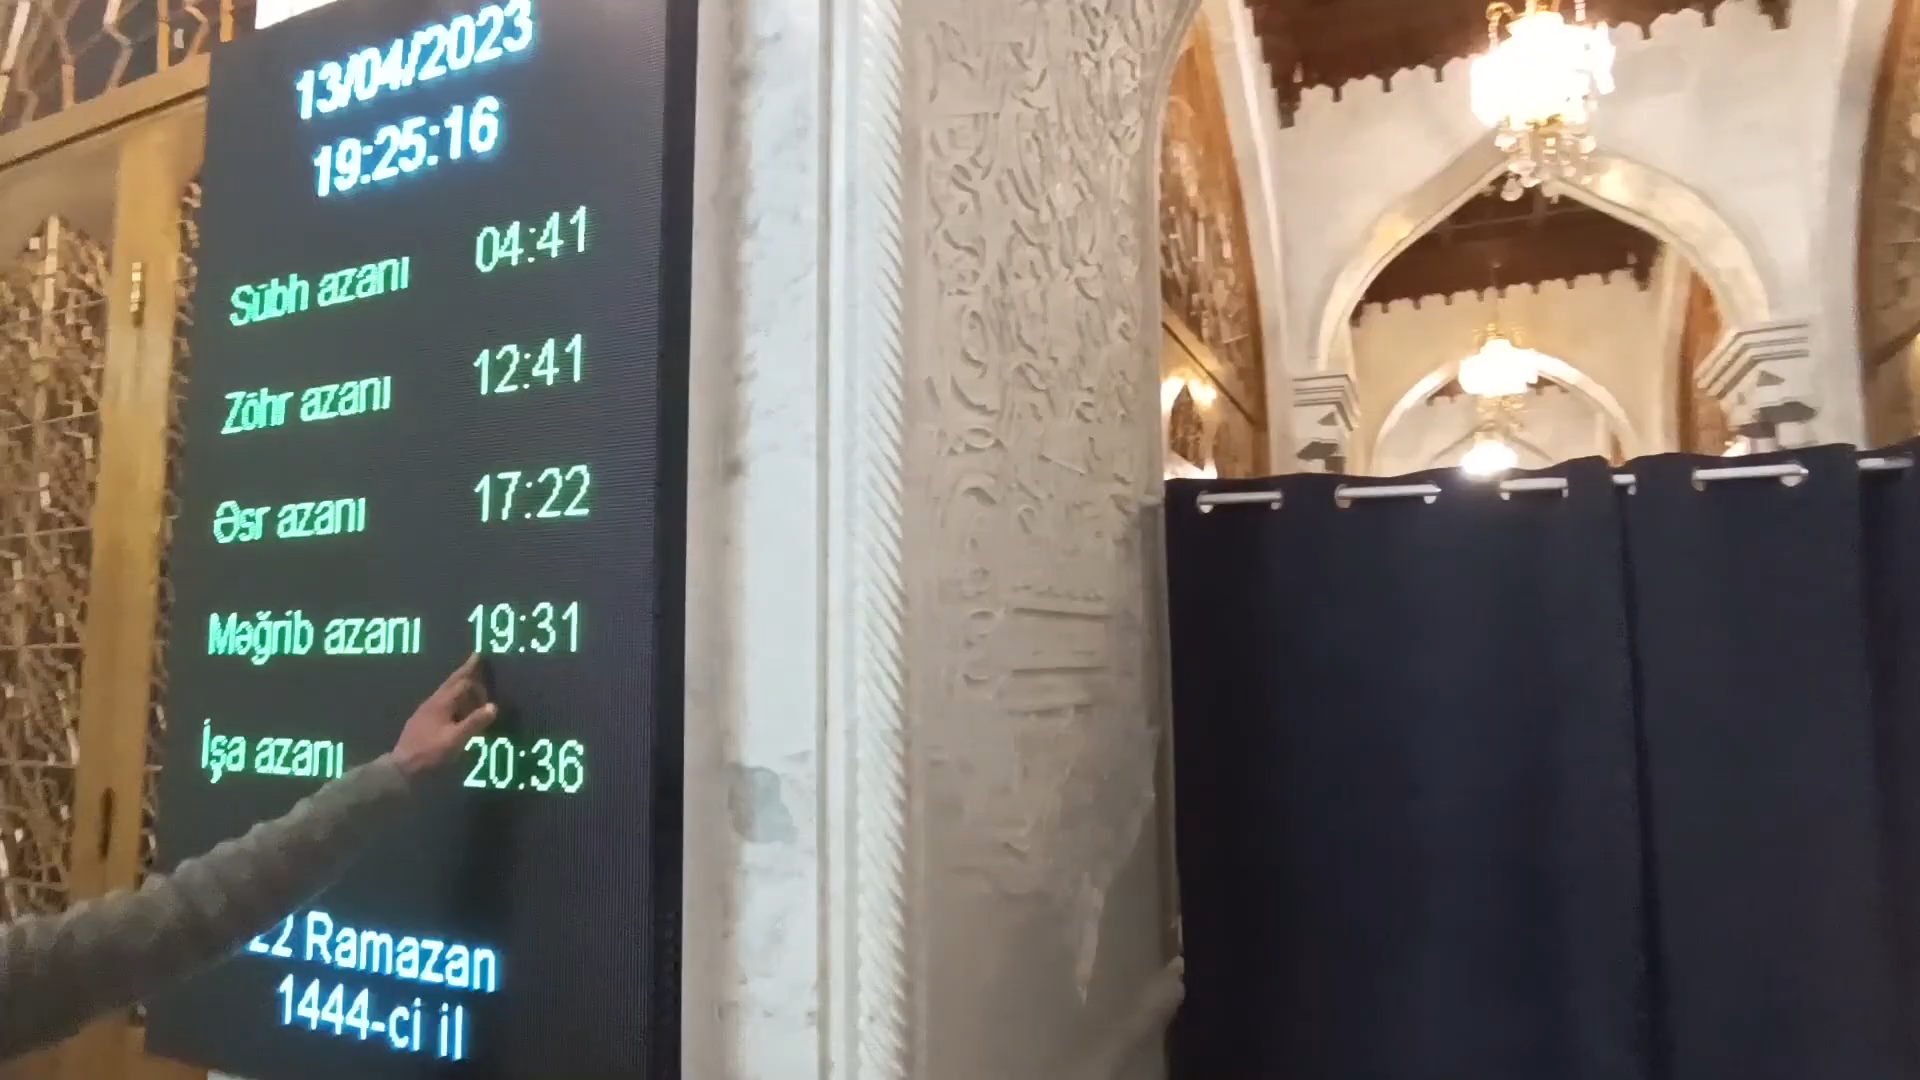 13/04/2023
19:25:16
Sübh azanı 04:41
Zöhr azanı 12:41
Əsr azanı 17:22
Məğrib azanı 19:31
İşa azanı 20:36
22 Ramazan
1444-ci il